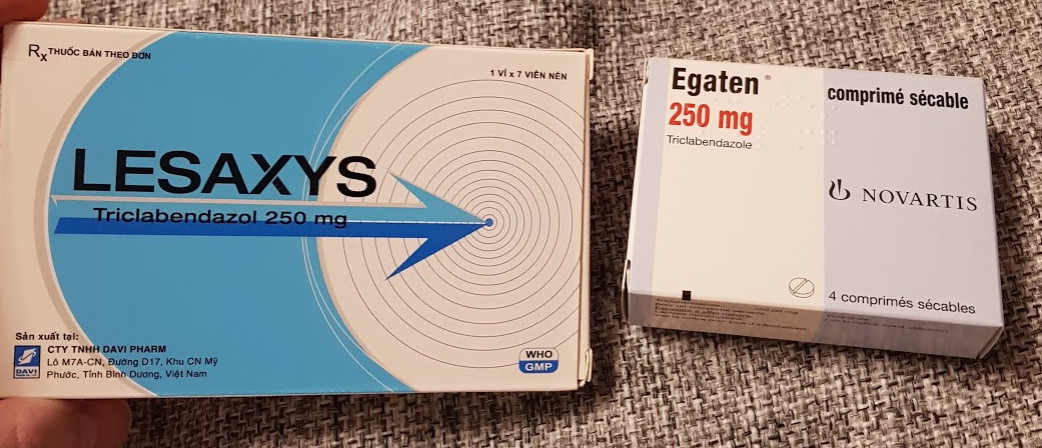 Rx THUỐC BÁN THEO ĐƠN
1 VỈ x 7 VIÊN NÉN
LESAXYS
Triclabendazol 250 mg
Sản xuất tại:
CTY TNHH DAVI PHARM
Lô M7A-CN, Đường D17, Khu CN Mỹ
Phước, Tỉnh Bình Dương, Việt Nam
DAVI
WHO
GMP
Egaten®
250 mg
Triclabendazole
comprimé sécable
NOVARTIS
4 comprimés sécables